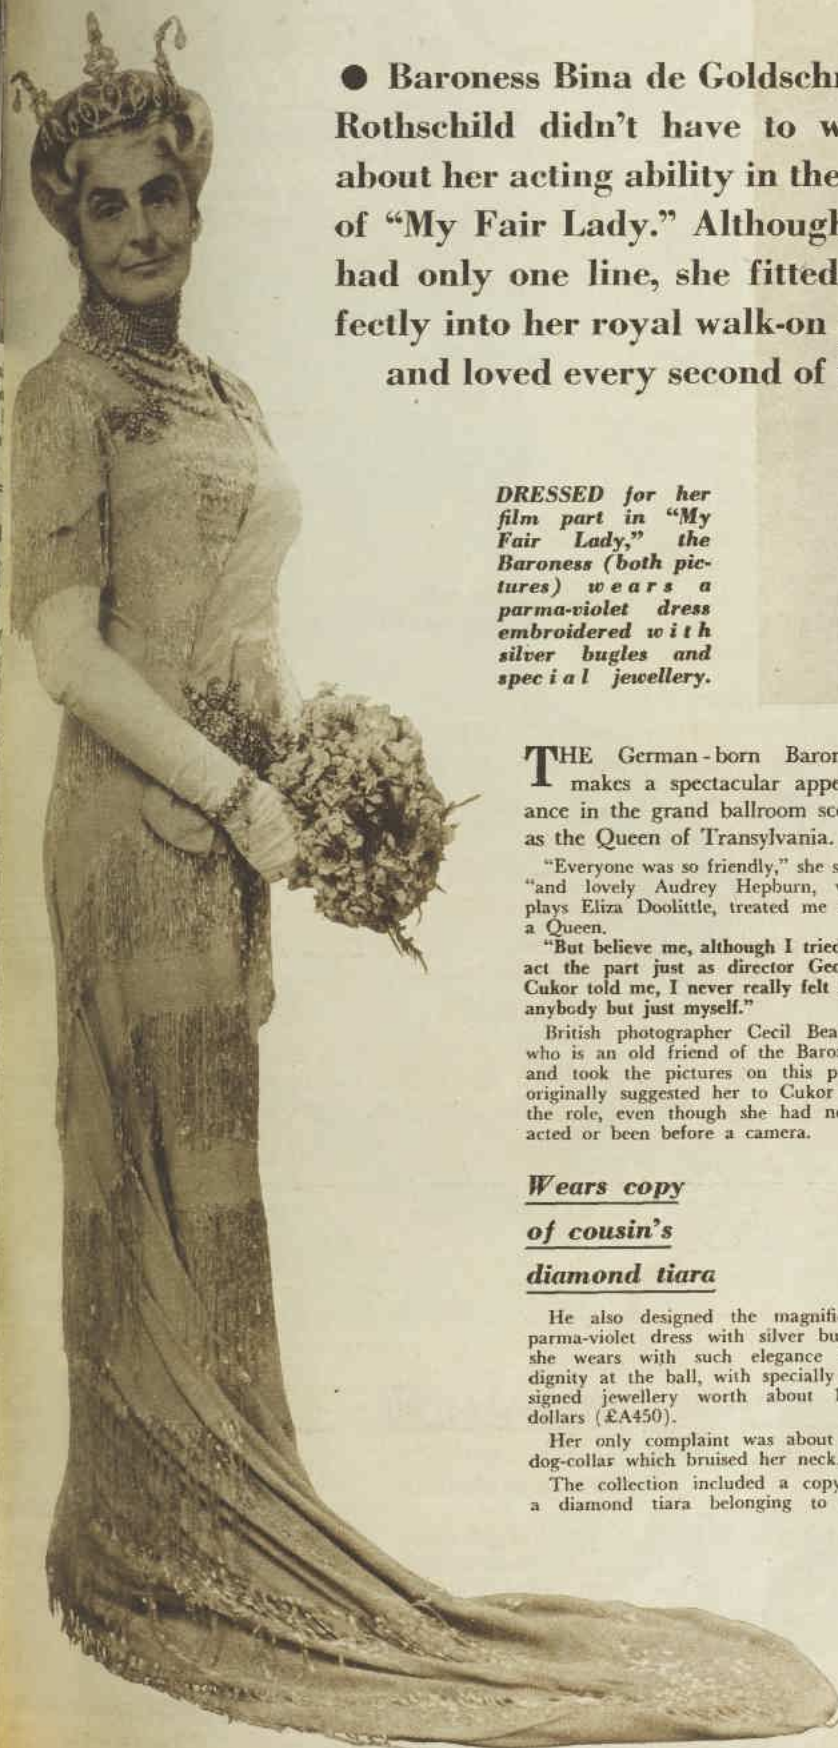 ● Baroness Bina de Goldschm
Rothschild didn't have to w
about her acting ability in the
of “My Fair Lady.” Although
had only one line, she fitted
fectly into her royal walk-on
and loved every second of
DRESSED for her
film part in “My
Fair Lady,” the
Baroness (both pic-
tures) wears a
parma-violet dress
embroidered with
silver bugles and
special jewellery.
THE German-born Baron
makes a spectacular appe
ance in the grand ballroom sc
as the Queen of Transylvania.
“Everyone was so friendly,” she s
“and lovely Audrey Hepburn,
plays Eliza Doolittle, treated me
a Queen.
“But believe me, although I tried
act the part just as director Geo
Cukor told me, I never really felt
anybody but just myself.”
British photographer Cecil Bea
who is an old friend of the Baro
and took the pictures on this p
originally suggested her to Cukor
the role, even though she had ne
acted or been before a camera.
Wears copy
of cousin's
diamond tiara
He also designed the magnifi
parma-violet dress with silver bu
she wears with such elegance
dignity at the ball, with specially
signed jewellery worth about
dollars (£A450).
Her only complaint was about
dog-collar which bruised her neck
The collection included a copy
a diamond tiara belonging to